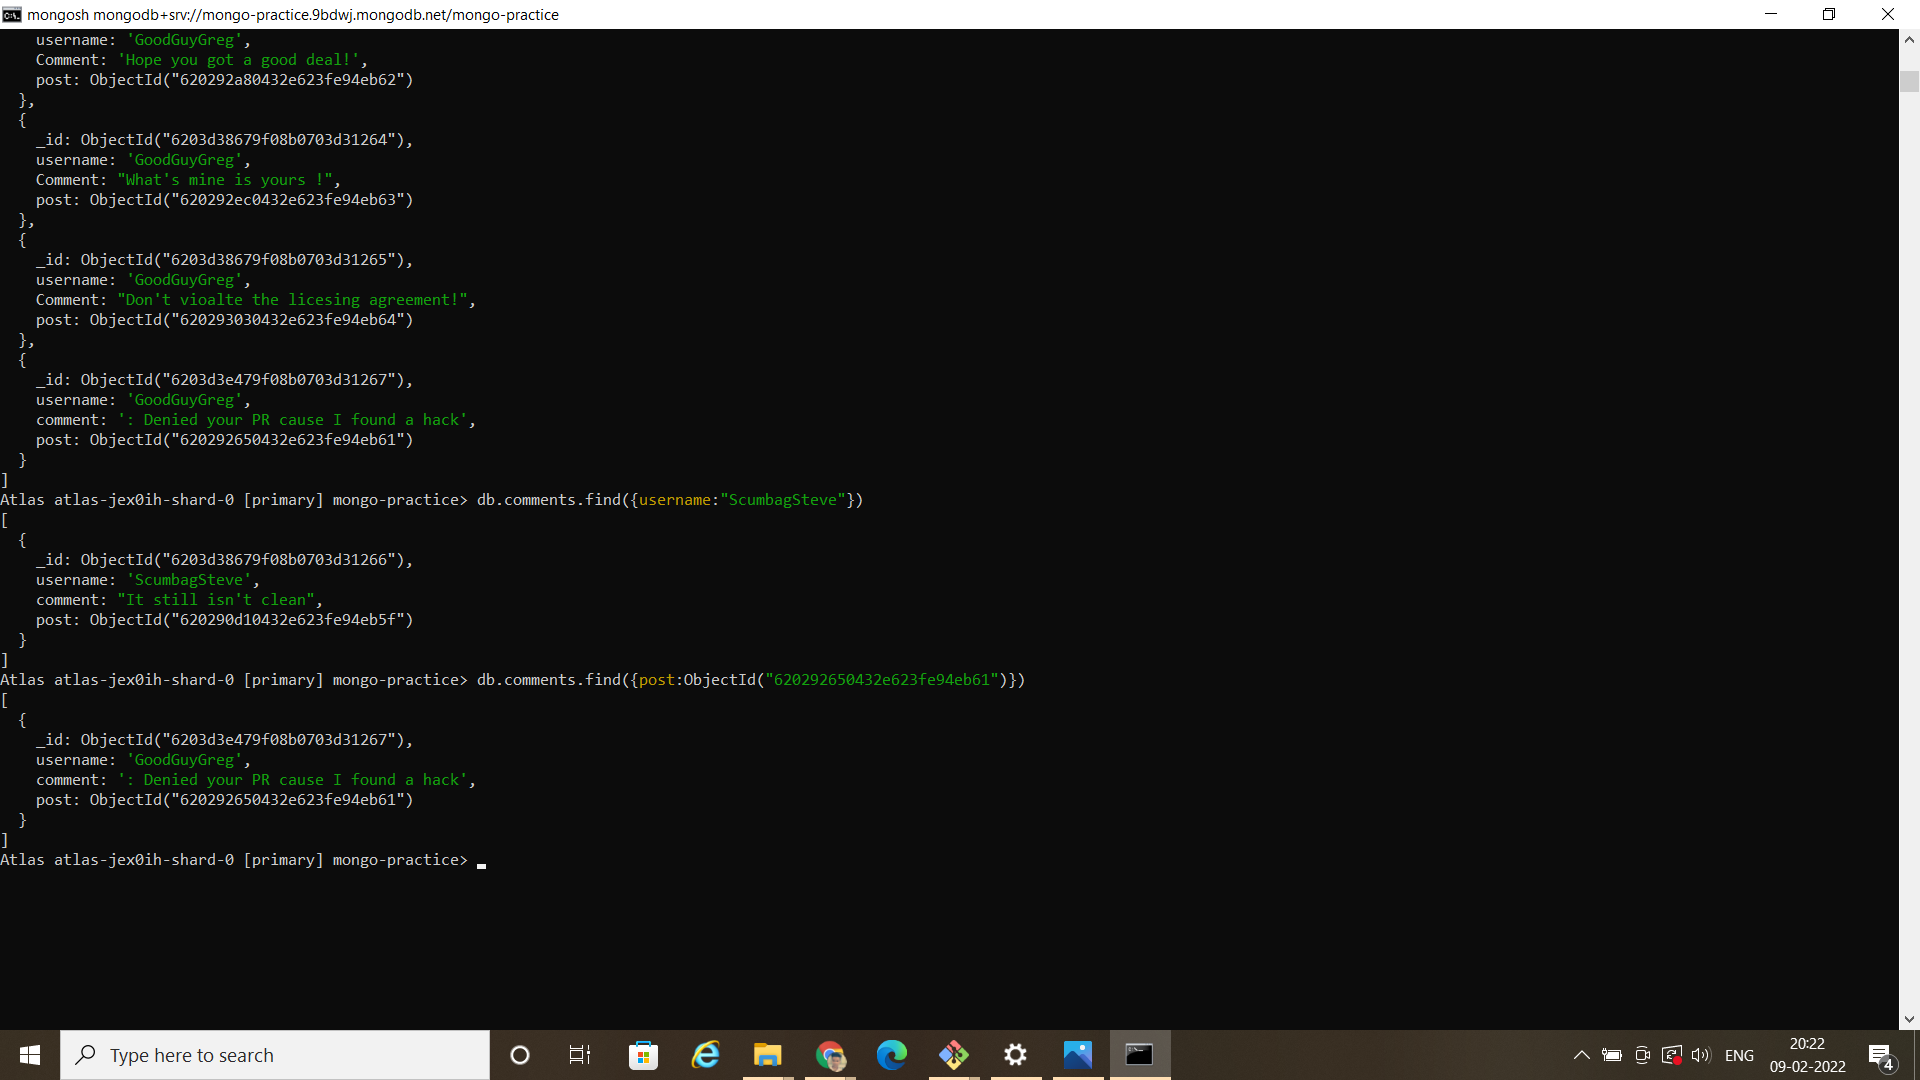 mongosh mongodb+srv://mongo-practice.9bdwj.mongodb.net/mongo-practice
username: 'GoodGuyGreg',
Comment: 'Hope you got a good deal!',
post: ObjectId("620292a80432e623fe94eb62")
},
{
_id: ObjectId("6203d38679f08b0703d31264"),
username: 'GoodGuyGreg',
Comment: "What's mine is yours !",
post: ObjectId("620292ec0432e623fe94eb63")
},
{
_id: ObjectId("6203d38679f08b0703d31265"),
username: 'GoodGuyGreg',
Comment: "Don't vioalte the licesing agreement!",
post: ObjectId("620293030432e623fe94eb64")
},
{
_id: ObjectId("6203d3e479f08b0703d31267"),
username: 'GoodGuyGreg',
comment: ': Denied your PR cause I found a hack',
post: ObjectId("620292650432e623fe94eb61")
}
]
Atlas atlas-jex0ih-shard-0 [primary] mongo-practice> db.comments.find({username:"ScumbagSteve"})
[
{
_id: ObjectId("6203d38679f08b0703d31266"),
username: 'ScumbagSteve',
comment: "It still isn't clean",
post: ObjectId("620290d10432e623fe94eb5f")
}
]
Atlas atlas-jex0ih-shard-0 [primary] mongo-practice> db.comments.find({post:ObjectId("620292650432e623fe94eb61")})
[
{
_id: ObjectId("6203d3e479f08b0703d31267"),
username: 'GoodGuyGreg',
comment: ': Denied your PR cause I found a hack',
post: ObjectId("620292650432e623fe94eb61")
}
]
Atlas atlas-jex0ih-shard-0 [primary] mongo-practice>
Type here to search
ENG
20:22
09-02-2022
4